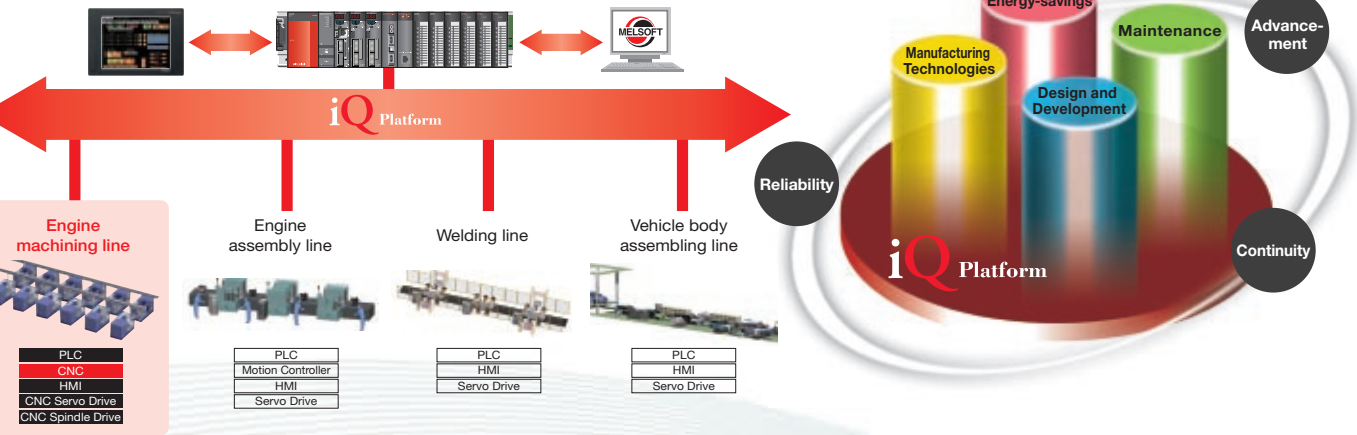 MELSOFT
iQ Platform
Engine
machining line
PLC
CNC
HMI
CNC Servo Drive
CNC Spindle Drive
Engine
assembly line
PLC
Motion Controller
HMI
Servo Drive
Welding line
PLC
HMI
Servo Drive
Vehicle body
assembling line
PLC
HMI
Servo Drive
Energy-savings
Manufacturing
Technologies
Maintenance
Design and
Development
Advance-
ment
Reliability
Continuity
iQ Platform